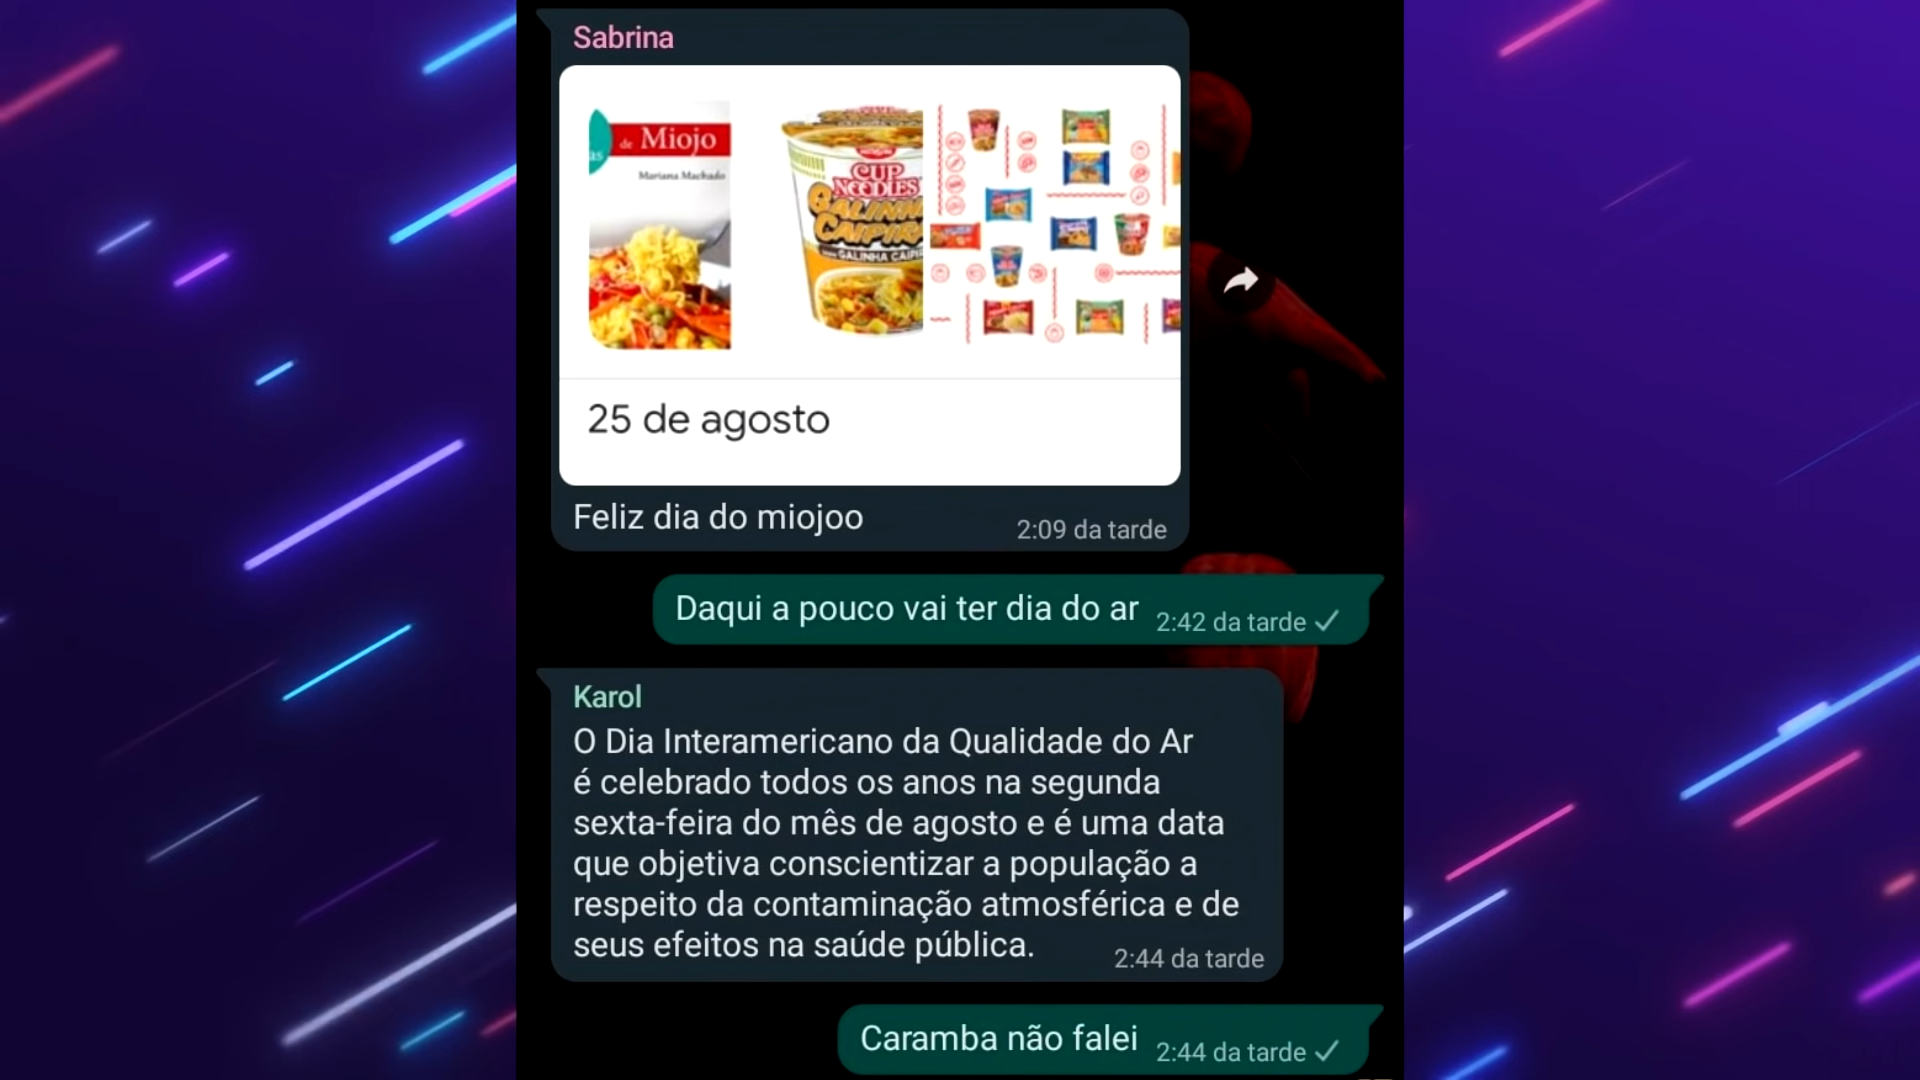 Sabrina
as
de Miojo
Mariana Machado
CUP
NOODLES
GALINH
CAIPIRA
GALINHA CAIPI
25 de agosto
Feliz dia do miojoo
2:09 da tarde
Daqui a pouco vai ter dia do ar
2:42 da tarde
Karol
O Dia Interamericano da Qualidade do Ar
é celebrado todos os anos na segunda
sexta-feira do mês de agosto e é uma data
que objetiva conscientizar a população a
respeito da contaminação atmosférica e de
seus efeitos na saúde pública.
2:44 da tarde
Caramba não falei
2:44 da tarde